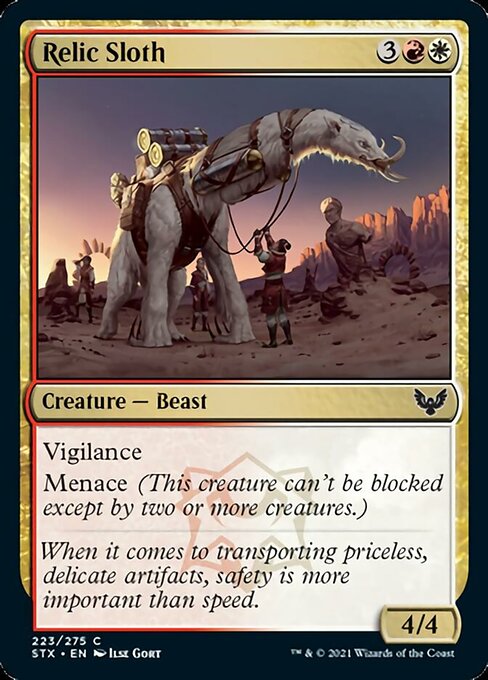 Relic Sloth 3
Creature — Beast
Vigilance
Menace (This creature can't be blocked
except by two or more creatures.)
When it comes to transporting priceless,
delicate artifacts, safety is more
important than speed.
4/4
223/275 C
STX • EN Ilse Gort
™ & © 2021 Wizards of the Coast